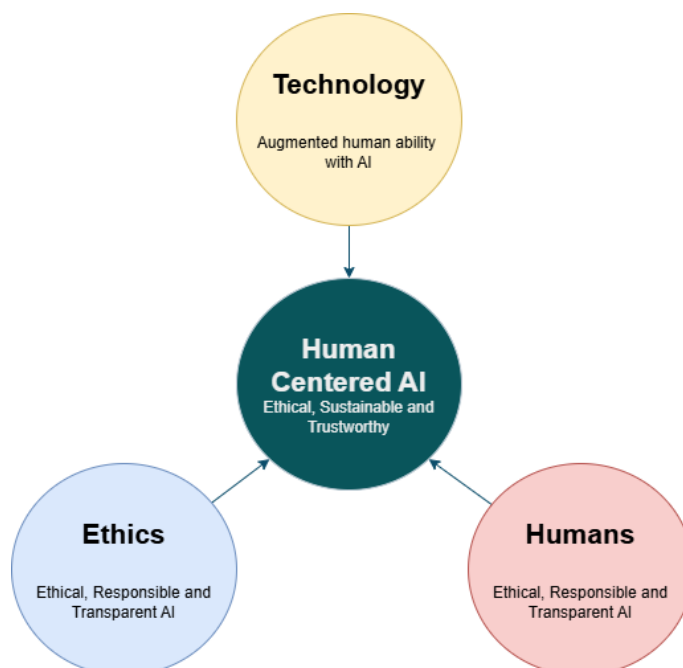 Technology
Augmented human ability
with AI
Human
Centered AI
Ethical, Sustainable and
Trustworthy
Ethics
Ethical, Responsible and
Transparent AI
Humans
Ethical, Responsible and
Transparent AI